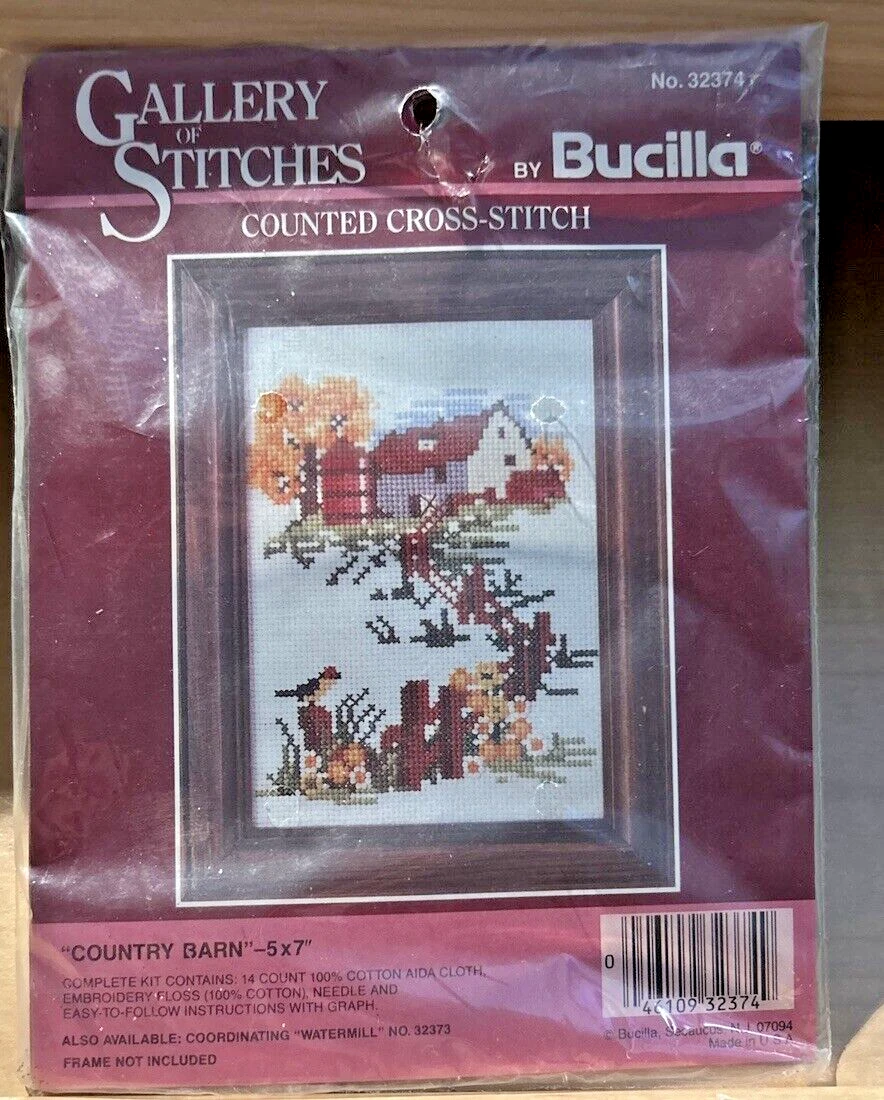 No. 32374
GALLERY
OF
STITCHES
BY Bucilla®
COUNTED CROSS-STITCH
"COUNTRY BARN"–5x7"
COMPLETE KIT CONTAINS: 14 COUNT 100% COTTON AIDA CLOTH,
EMBROIDERY FLOSS (100% COTTON), NEEDLE AND
EASY-TO-FOLLOW INSTRUCTIONS WITH GRAPH.
ALSO AVAILABLE: COORDINATING "WATERMILL" NO. 32373
FRAME NOT INCLUDED
0 46109 32374
© Bucilla, Secaucus, N.J. 07094
Made in U.S.A.